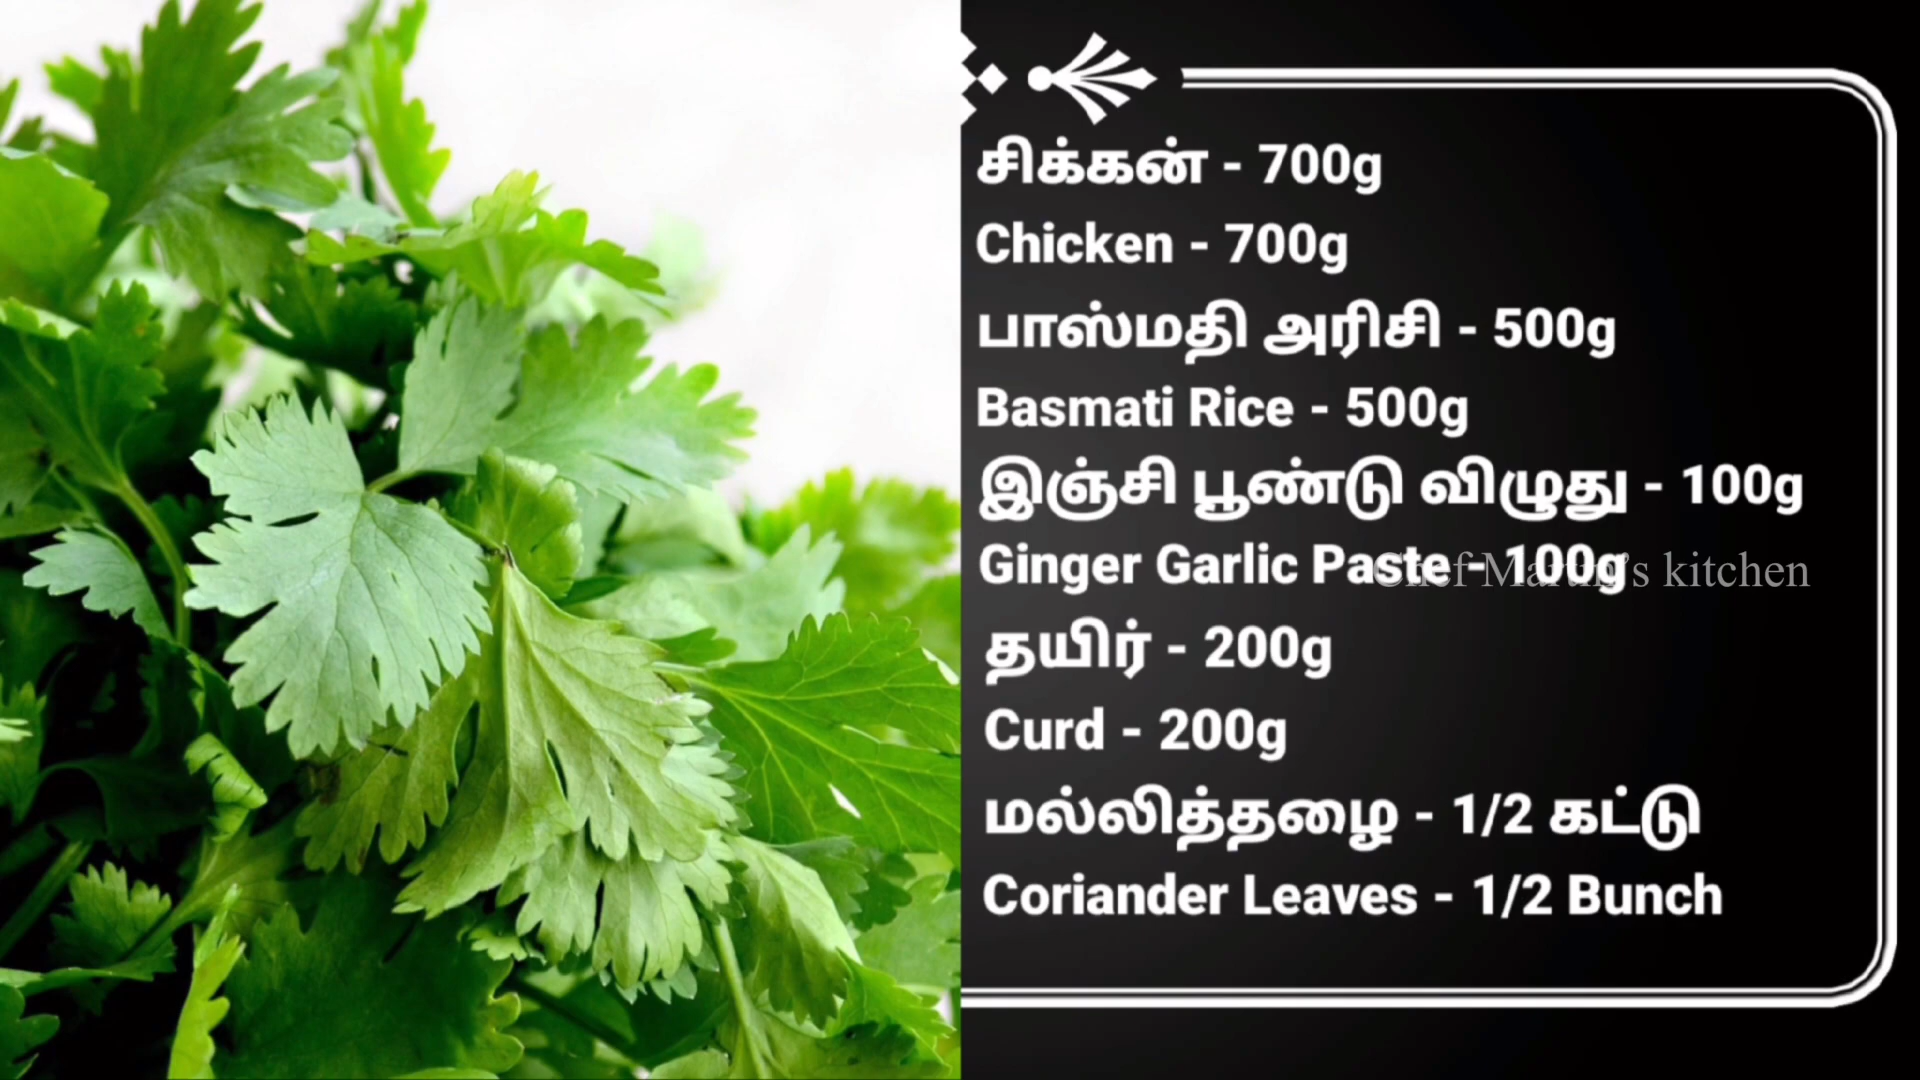 சிக்கன் - 700g
Chicken - 700g
பாஸ்மதி அரிசி - 500g
Basmati Rice - 500g
இஞ்சி பூண்டு விழுது - 100g
Ginger Garlic Paste - 100g
kitchen
தயிர் - 200g
Curd - 200g
மல்லித்தழை - 1/2 கட்டு
Coriander Leaves - 1/2 Bunch